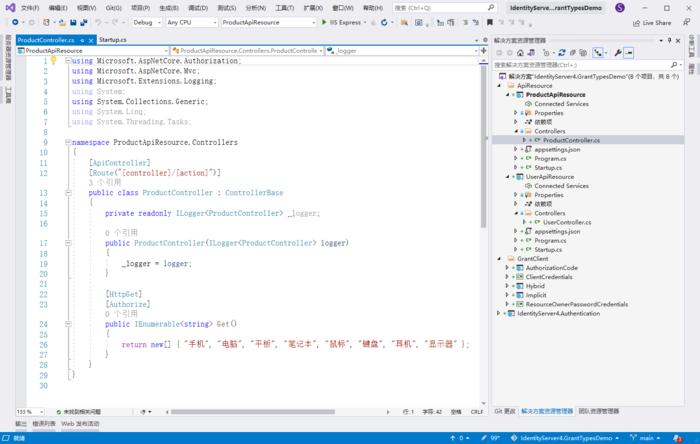 文件(F) 编辑(E) 视图(V) Git(G) 项目(P) 生成(B) 调试(D) 测试(S) 分析(N) 工具(T) 扩展(X) 窗口(W) 帮助(H) 搜索 (Ctrl+Q) IdentityServe...rantTypesDemo S
Debug Any CPU ProductApiResource IIS Express Live Share
ProductController.cs Startup.cs
ProductApiResource ProductApiResource.Controllers.ProductControlle _logger
1 using Microsoft.AspNetCore.Authorization;
2 using Microsoft.AspNetCore.Mvc;
3 using Microsoft.Extensions.Logging;
4 using System;
5 using System.Collections.Generic;
6 using System.Linq;
7 using System.Threading.Tasks;
8
9 namespace ProductApiResource.Controllers
10 {
11 [ApiController]
12 [Route("[controller]/[action]")]
3 个引用
13 public class ProductController : ControllerBase
14 {
15 private readonly ILogger<ProductController> _logger;
16
0 个引用
17 public ProductController(ILogger<ProductController> logger)
18 {
19 _logger = logger;
20 }
21
22 [HttpGet]
23 [Authorize]
0 个引用
24 public IEnumerable<string> Get()
25 {
26 return new[] { "手机", "电脑", "平板", "笔记本", "鼠标", "键盘", "耳机", "显示器" };
27 }
28 }
29 }
30
133 % 未找到相关问题 行: 1 字符: 42 空格 CRLF
输出 错误列表 Web 发布活动
服务器资源管理器
工具箱
解决方案资源管理器
搜索解决方案资源管理器(Ctrl+;)
解决方案"IdentityServer4.GrantTypesDemo"(8 个项目, 共 8 个)
ApiResource
ProductApiResource
Connected Services
Properties
依赖项
Controllers
ProductController.cs
appsettings.json
Program.cs
Startup.cs
UserApiResource
Connected Services
Properties
依赖项
Controllers
UserController.cs
appsettings.json
Program.cs
Startup.cs
GrantClient
AuthorizationCode
ClientCredentials
Hybrid
Implicit
ResourceOwnerPasswordCredentials
IdentityServer4.Authentication
Git 更改 解决方案资源管理器 团队资源管理器
诊断工具
属性
就绪 0 99+ IdentityServer4.GrantTypesDemo main